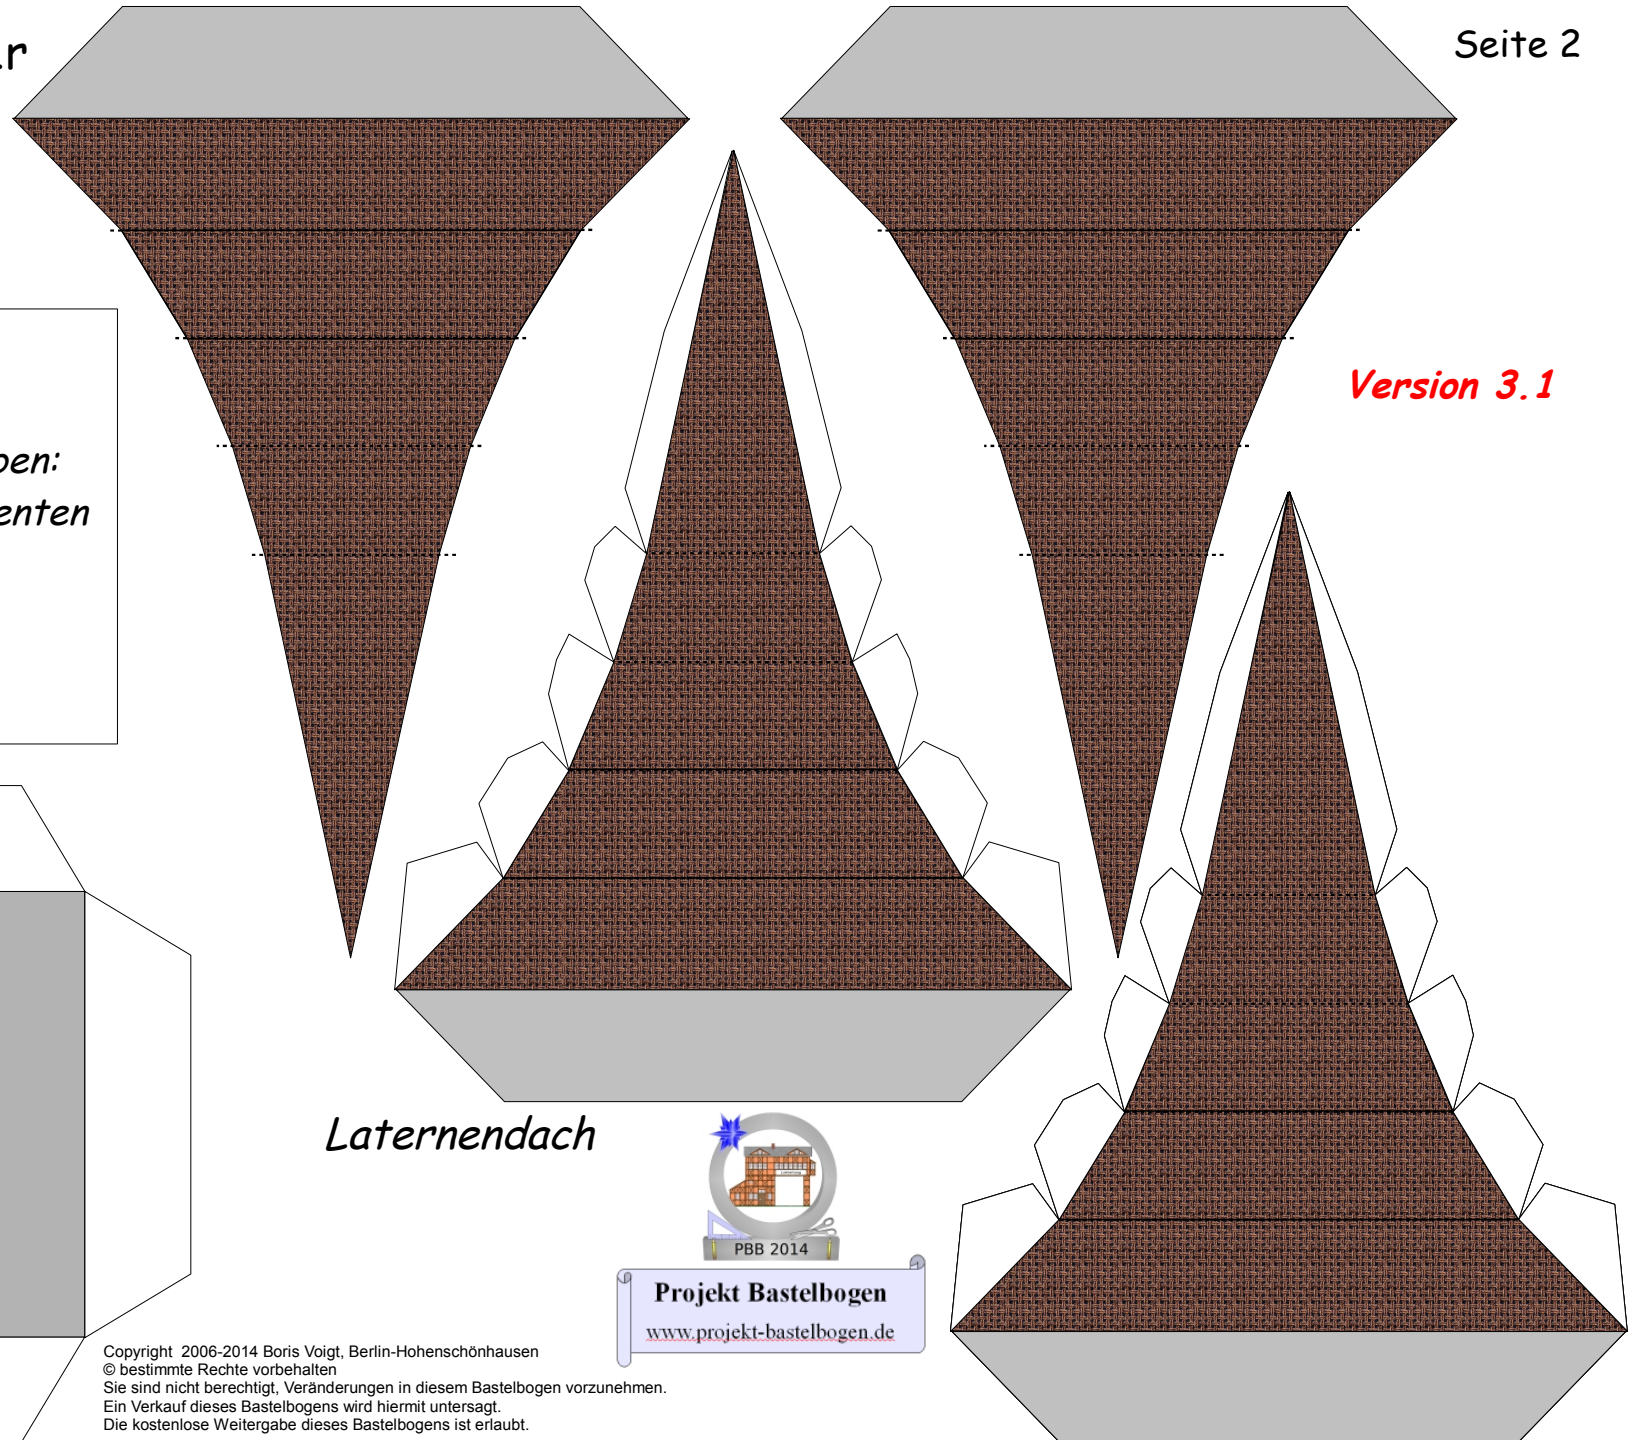 Seite 2
Version 3.1
enten
Laternendach
PBB 2014
Projekt Bastelbogen
www.projekt-bastelbogen.de
Copyright 2006-2014 Boris Voigt, Berlin-Hohenschönhausen
© bestimmte Rechte vorbehalten
Sie sind nicht berechtigt, Veränderungen in diesem Bastelbogen vorzunehmen.
Ein Verkauf dieses Bastelbogens wird hiermit untersagt.
Die kostenlose Weitergabe dieses Bastelbogens ist erlaubt.